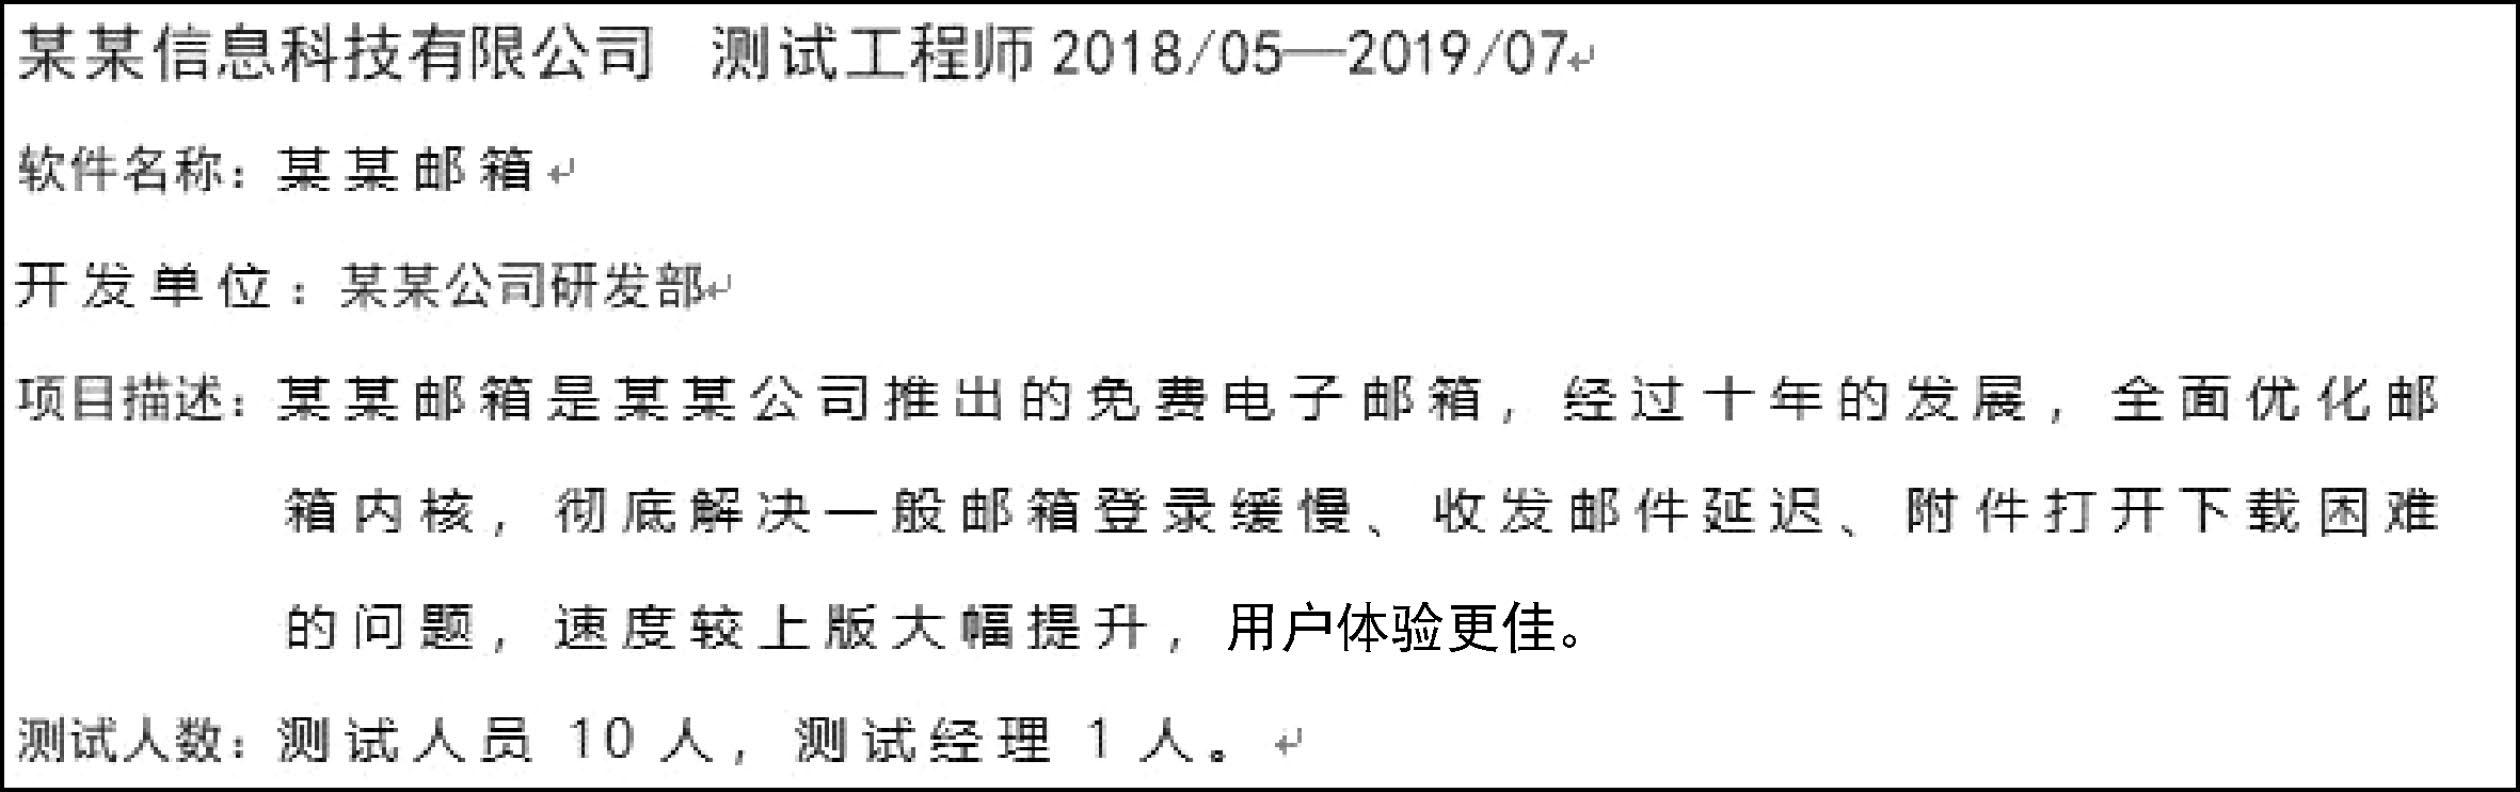 某某信息科技有限公司 测试工程师 2018/05—2019/07↵
软件名称：某某邮箱↵
开发单位：某某公司研发部↵
项目描述：某某邮箱是某某公司推出的免费电子邮箱，经过十年的发展，全面优化邮
箱内核，彻底解决一般邮箱登录缓慢、收发邮件延迟、附件打开下载困难
的问题，速度较上版大幅提升，用户体验更佳。
测试人数：测试人员 10 人，测试经理 1 人。↵